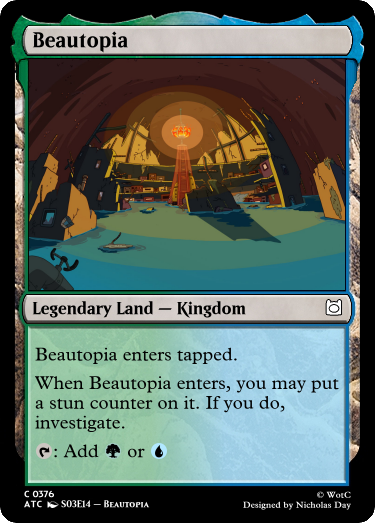 Beautopia
Legendary Land — Kingdom
Beautopia enters tapped.
When Beautopia enters, you may put
a stun counter on it. If you do,
investigate.
: Add or
C 0376
© WotC
ATC S03E14 – Beautopia
Designed by Nicholas Day